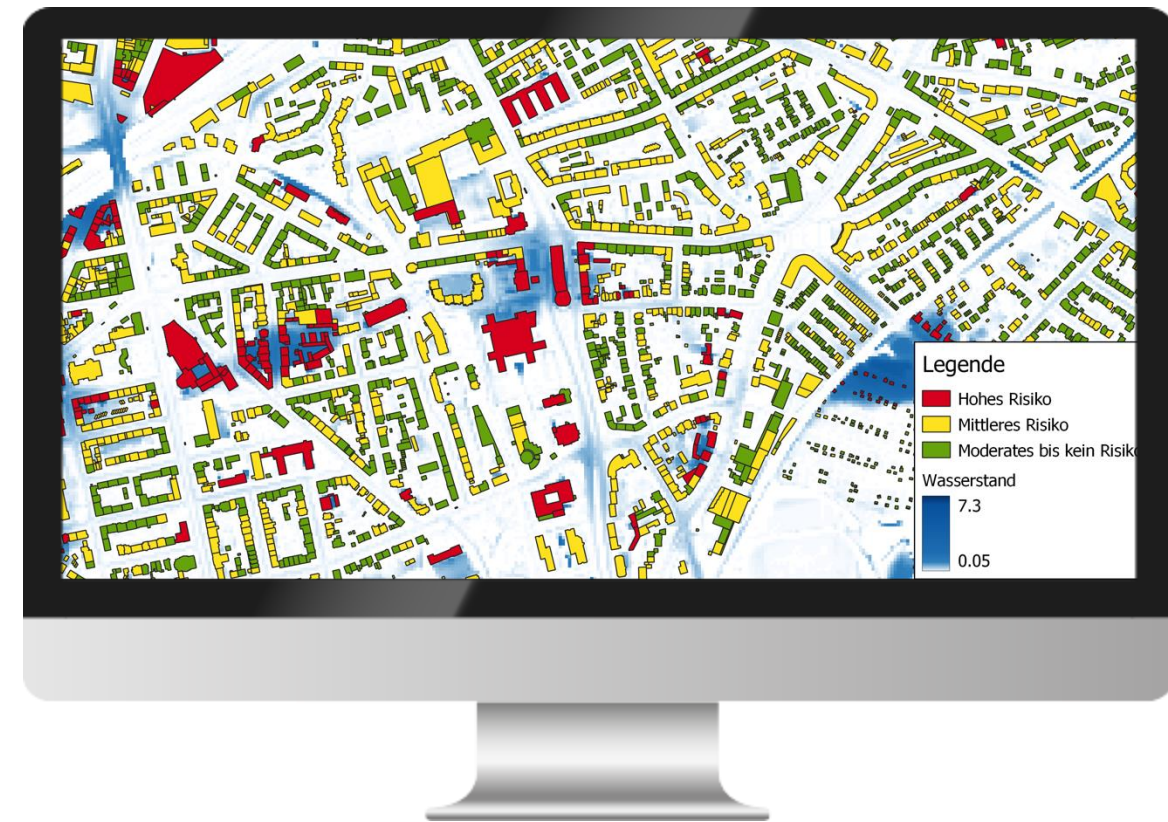 Legende
Hohes Risiko
Mittleres Risiko
Moderates bis kein Risiko
Wasserstand
7.3
0.05